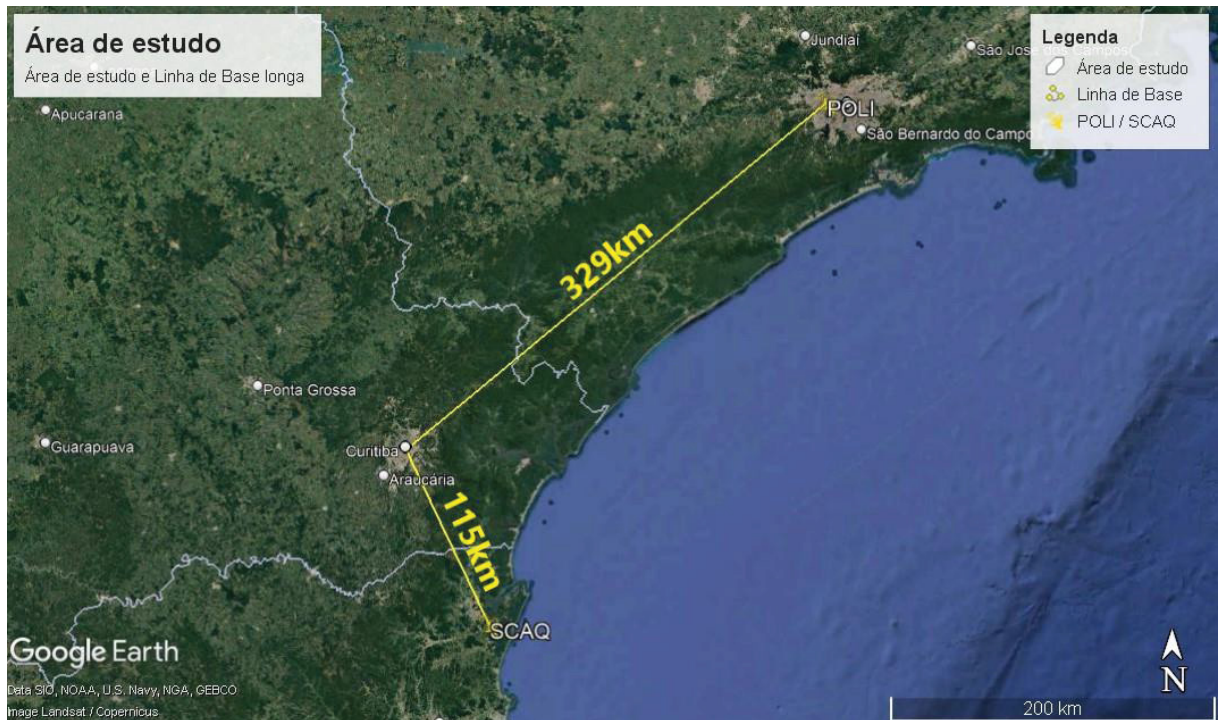 Área de estudo
Área de estudo e Linha de Base longa
Legenda
Área de estudo
Linha de Base
POLI / SCAQ
Jundiaí
São José dos Campos
Apucarana
POLI
São Bernardo do Campo
329km
Ponta Grossa
Guarapuava
Curitiba
Araucária
115km
SCAQ
Google Earth
Data SIO, NOAA, U.S. Navy, NGA, GEBCO
Image Landsat / Copernicus
N
200 km